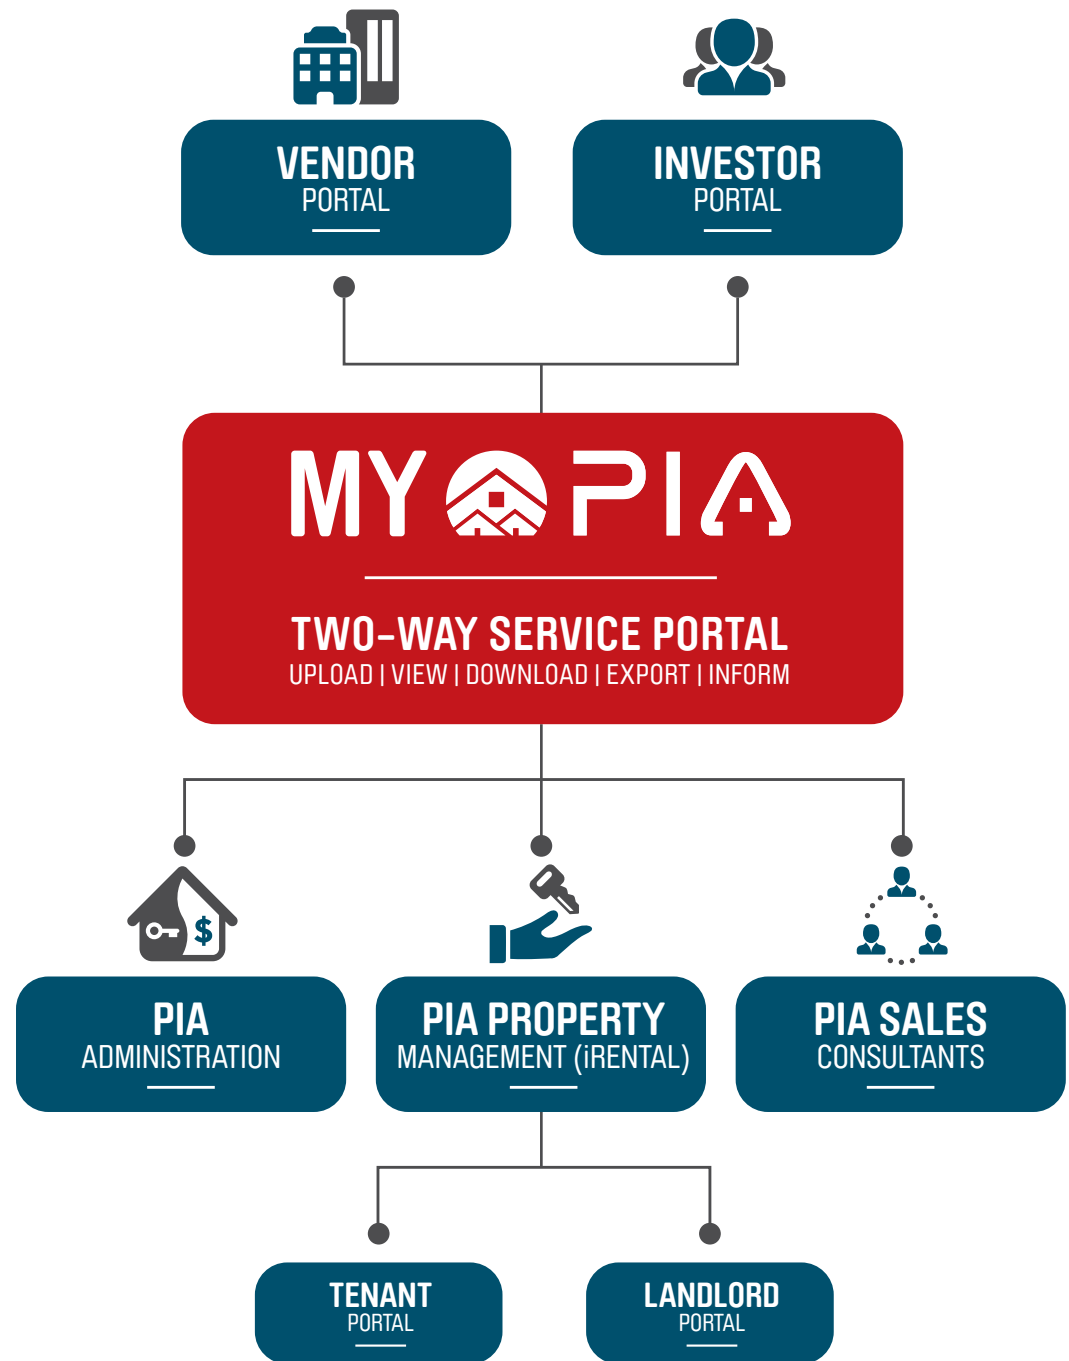 VENDOR
PORTAL
INVESTOR
PORTAL
MY PIA
TWO-WAY SERVICE PORTAL
UPLOAD | VIEW | DOWNLOAD | EXPORT | INFORM
$
PIA
ADMINISTRATION
PIA PROPERTY
MANAGEMENT (iRENTAL)
PIA SALES
CONSULTANTS
TENANT
PORTAL
LANDLORD
PORTAL